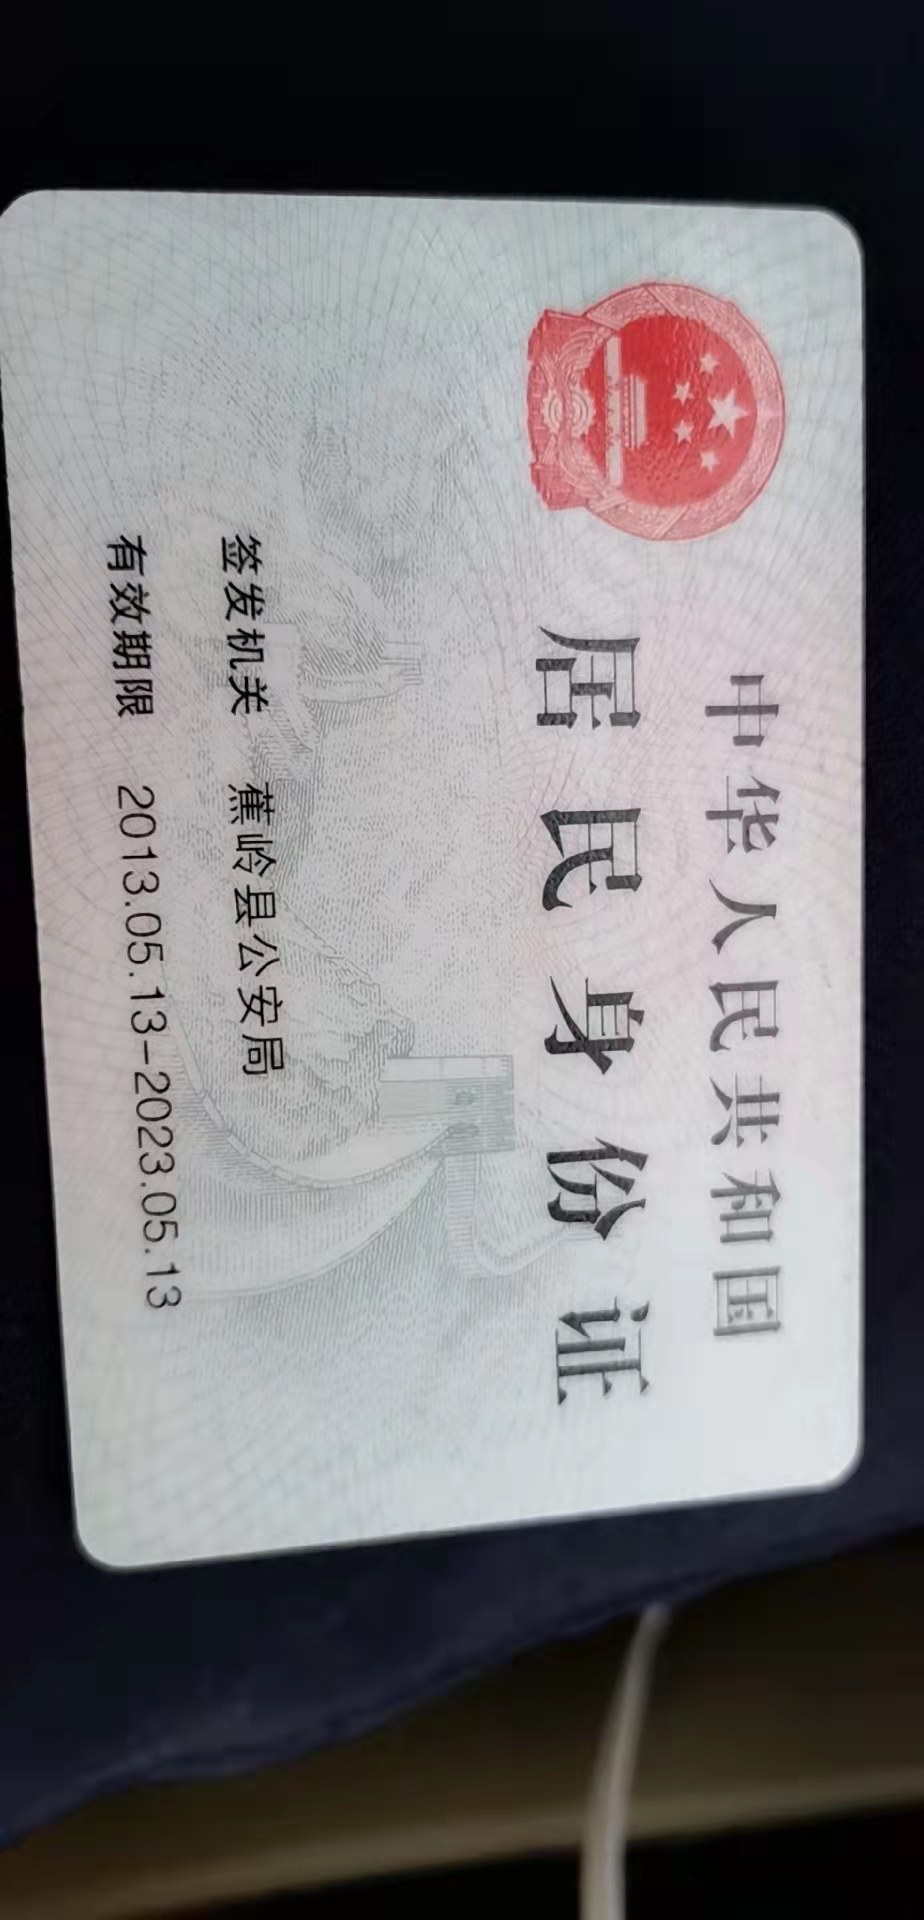 中华人民共和国
居民身份证
签发机关 蕉岭县公安局
有效期限 2013.05.13-2023.05.13